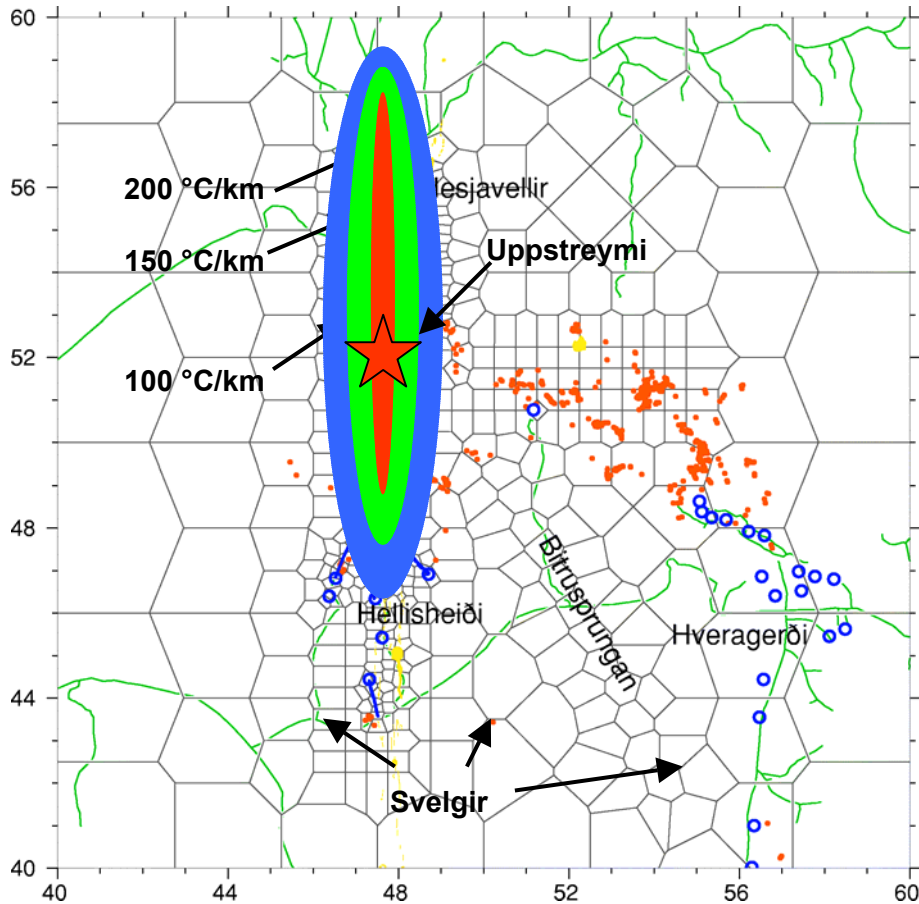 60
56
52
48
44
40
200 °C/km
150 °C/km
100 °C/km
lesjavellir
Uppstreymi
Hellisheiði
Bitrusprungan
Hveragerði
Svelgir
40
44
48
52
56
60